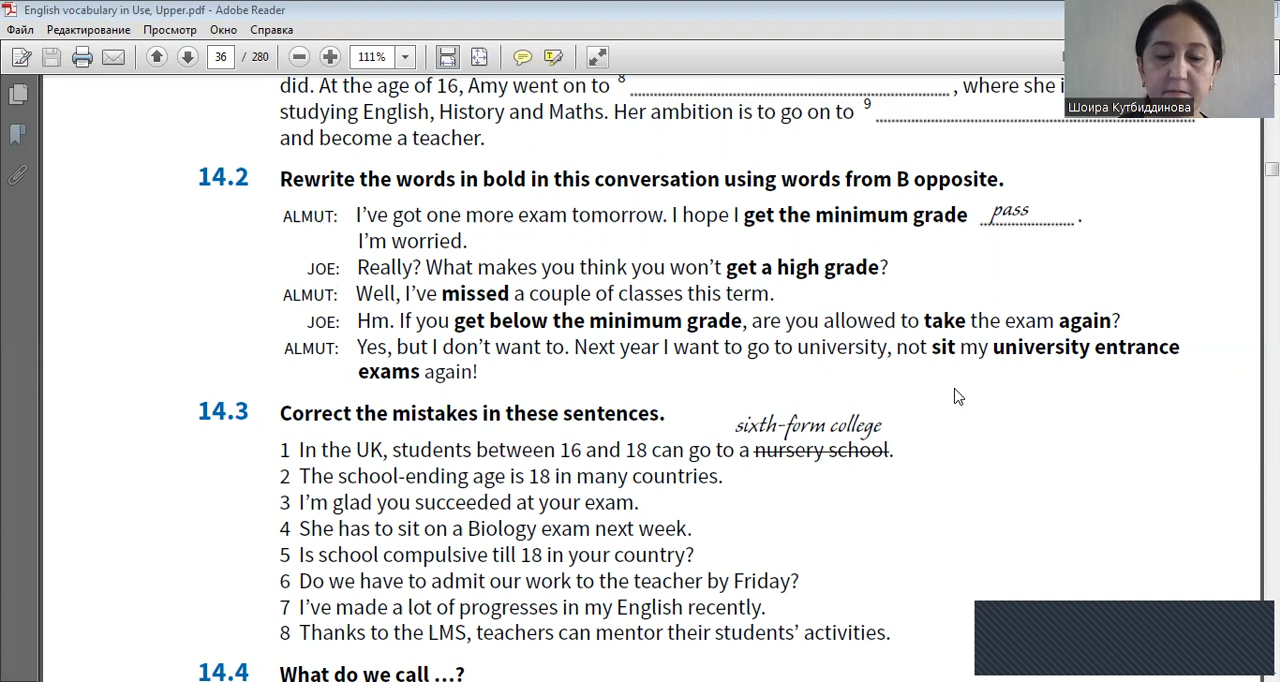 English vocabulary in Use, Upper.pdf - Adobe Reader
Файл Редактирование Просмотр Окно Справка
36 / 280 111%
Шоира Кутбиддинова
did. At the age of 16, Amy went on to 8 , where she i
studying English, History and Maths. Her ambition is to go on to 9
and become a teacher.
14.2 Rewrite the words in bold in this conversation using words from B opposite.
ALMUT: I've got one more exam tomorrow. I hope I get the minimum grade pass .
I'm worried.
JOE: Really? What makes you think you won't get a high grade?
ALMUT: Well, I've missed a couple of classes this term.
JOE: Hm. If you get below the minimum grade, are you allowed to take the exam again?
ALMUT: Yes, but I don't want to. Next year I want to go to university, not sit my university entrance
exams again!
14.3 Correct the mistakes in these sentences.
sixth-form college
1 In the UK, students between 16 and 18 can go to a nursery school.
2 The school-ending age is 18 in many countries.
3 I'm glad you succeeded at your exam.
4 She has to sit on a Biology exam next week.
5 Is school compulsive till 18 in your country?
6 Do we have to admit our work to the teacher by Friday?
7 I've made a lot of progresses in my English recently.
8 Thanks to the LMS, teachers can mentor their students' activities.
14.4 What do we call ...?